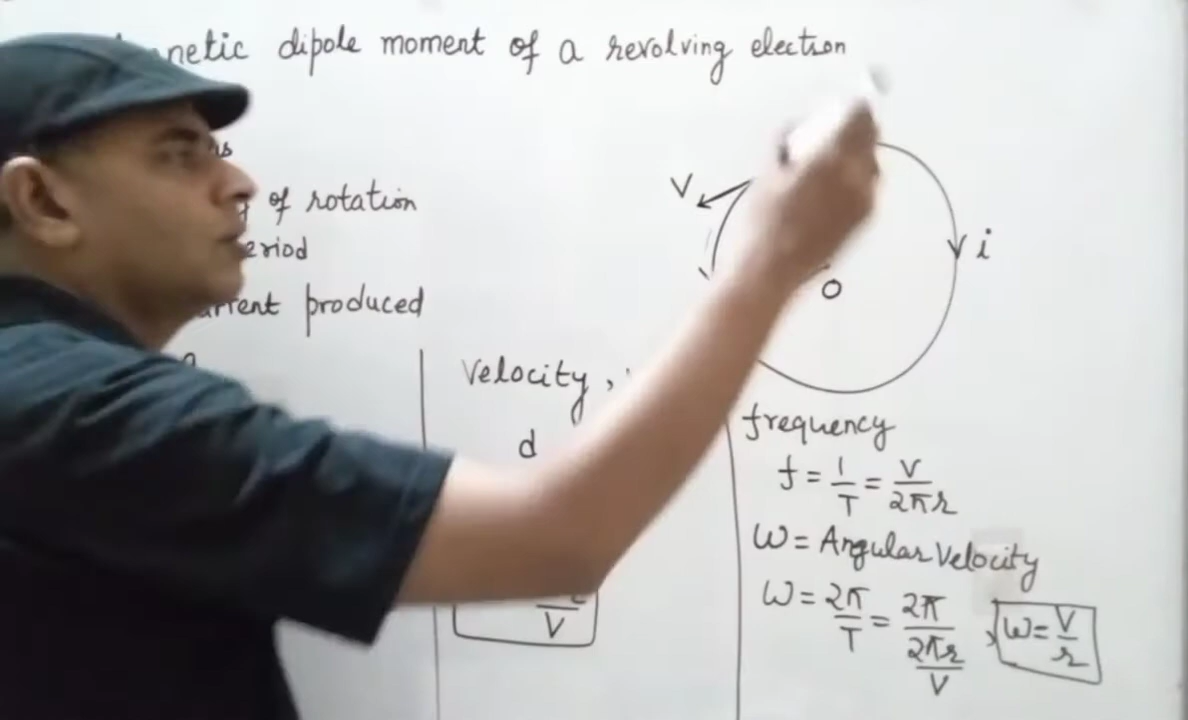 netic dipole moment of a revolving electron
of rotation
eriod
rrent produced
V
i
O
Velocity,
d
V
frequency
f = 1/T = V/2πr
ω = Angular Velocity
ω = 2π/T = 2π/(2πr/V) , ω = V/r